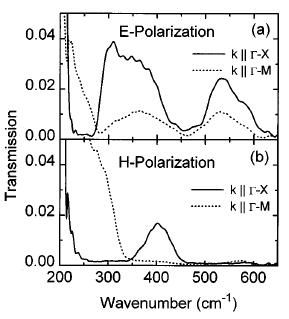 E-Polarization (a)
k || Γ-X
k || Γ-M
0.04
0.02
0.00
Transmission
H-Polarization (b)
k || Γ-X
k || Γ-M
0.04
0.02
0.00
200 300 400 500 600
Wavenumber (cm⁻¹)